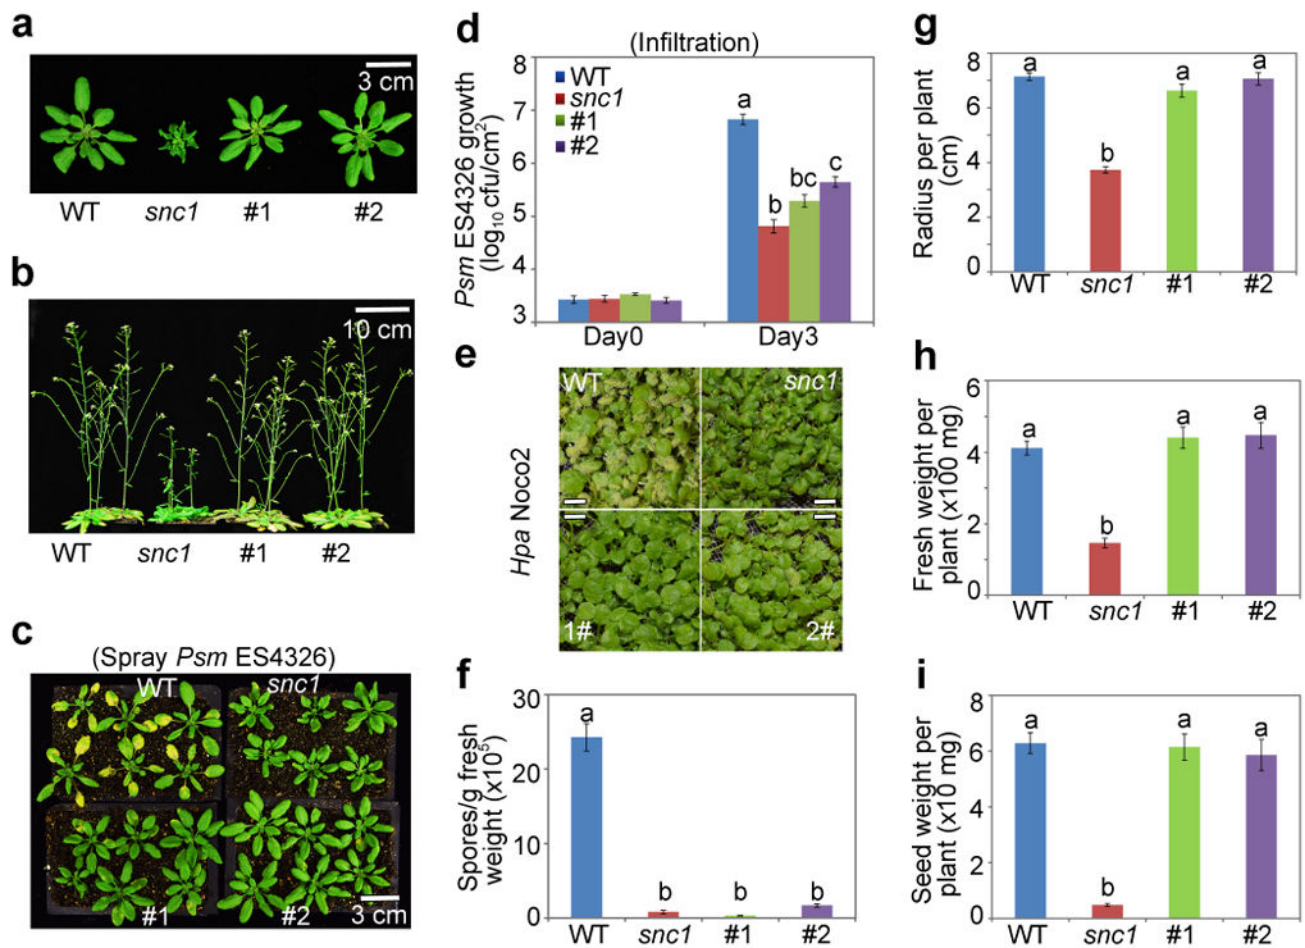 a
3 cm
WT
snc1
#1
#2
b
10 cm
WT
snc1
#1
#2
c
(Spray Psm ES4326)
WT
snc1
#1
#2
3 cm
d
(Infiltration)
Psm ES4326 growth
(log10 cfu/cm2)
8
7
6
5
4
3
WT
snc1
#1
#2
a
b
bc
c
Day0
Day3
e
Hpa Noco2
WT
snc1
1#
2#
f
Spores/g fresh
weight (x10⁵)
30
20
10
0
a
b
b
b
WT
snc1
#1
#2
g
Radius per plant
(cm)
8
6
4
2
0
a
b
a
a
WT
snc1
#1
#2
h
Fresh weight per
plant (x100 mg)
6
4
2
0
a
b
a
a
WT
snc1
#1
#2
i
Seed weight per
plant (x10 mg)
8
6
4
2
0
a
b
a
a
WT
snc1
#1
#2